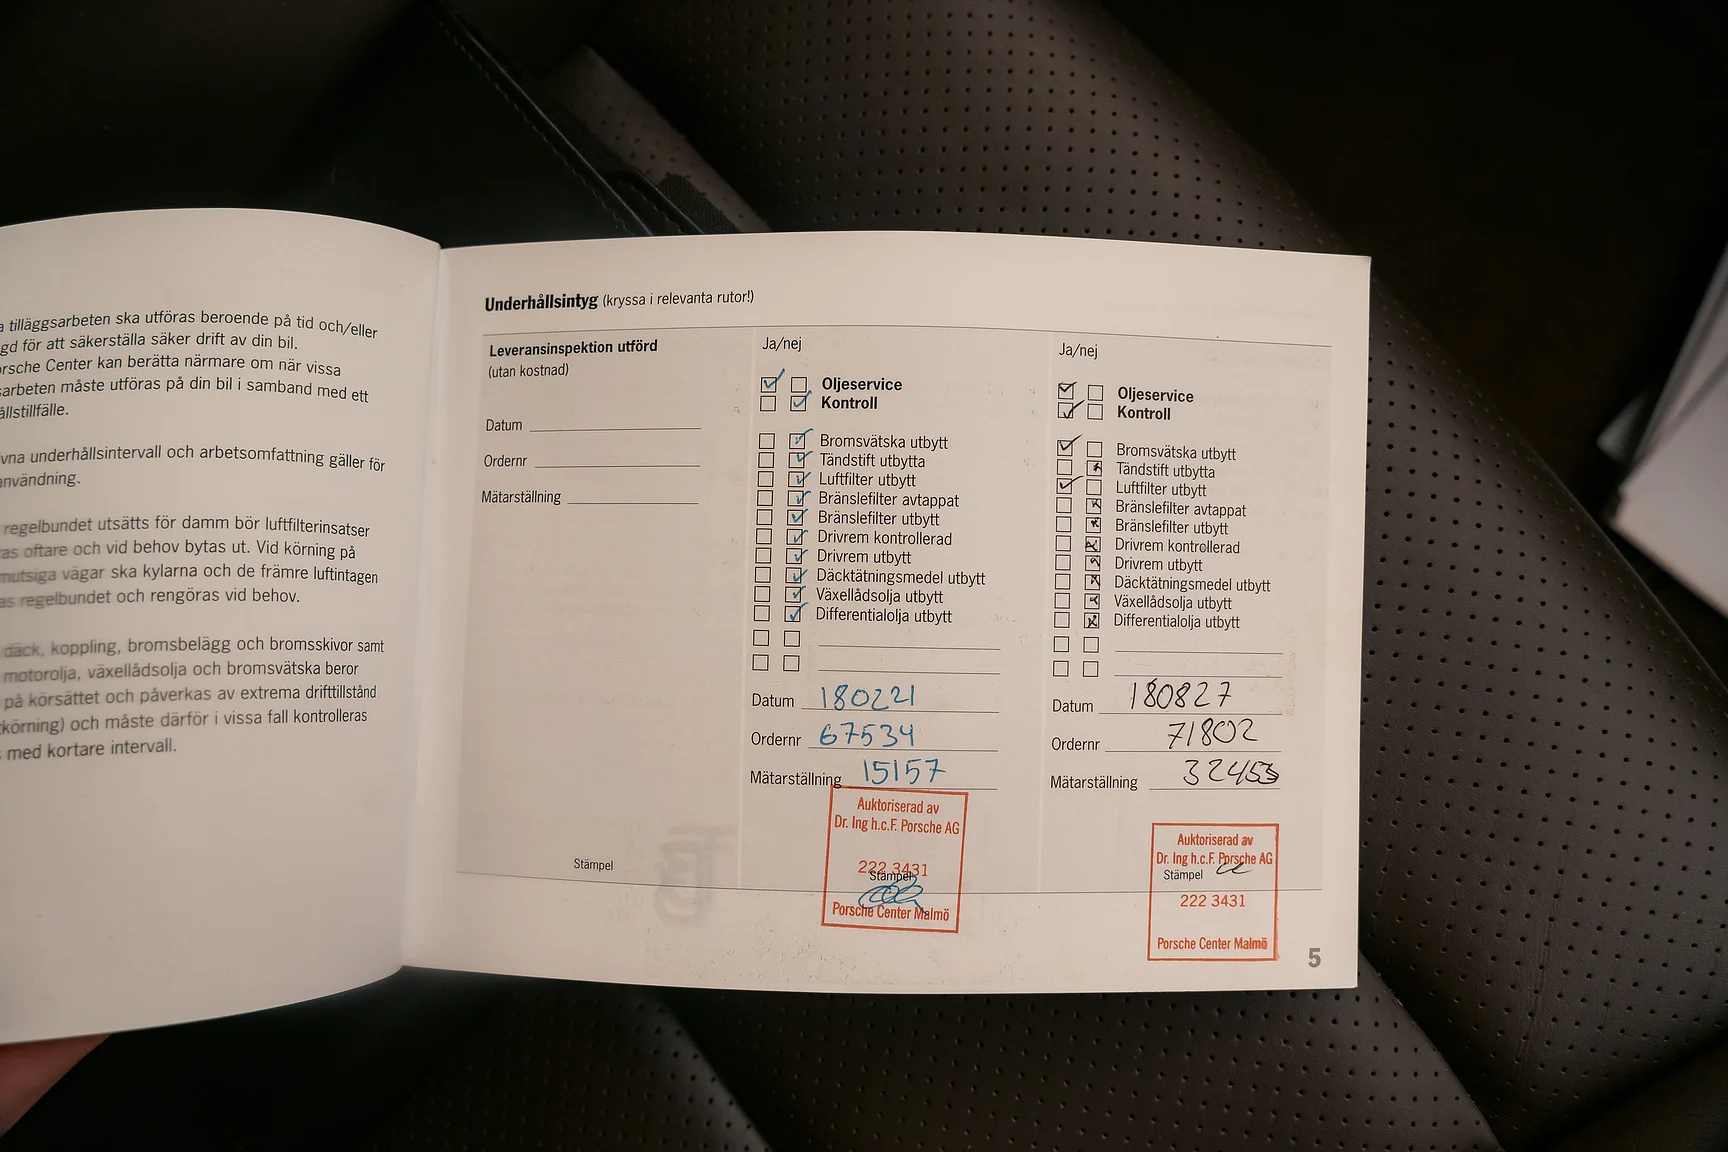 a tilläggsarbeten ska utföras beroende på tid och/eller
gd för att säkerställa säker drift av din bil.
orsche Center kan berätta närmare om när vissa
sarbeten måste utföras på din bil i samband med ett
ållstillfälle.
vna underhållsintervall och arbetsomfattning gäller för
användning.
regelbundet utsätts för damm bör luftfilterinsatser
as oftare och vid behov bytas ut. Vid körning på
mutsiga vägar ska kylarna och de främre luftintagen
as regelbundet och rengöras vid behov.
däck, koppling, bromsbelägg och bromsskivor samt
motorolja, växellådsolja och bromsvätska beror
på körsättet och påverkas av extrema drifttillstånd
körning) och måste därför i vissa fall kontrolleras
med kortare intervall.
Underhållsintyg (kryssa i relevanta rutor!)
Leveransinspektion utförd
(utan kostnad)
Datum
Ordernr
Mätarställning
Stämpel
Ja/nej
Oljeservice
Kontroll
Bromsvätska utbytt
Tändstift utbytta
Luftfilter utbytt
Bränslefilter avtappat
Bränslefilter utbytt
Drivrem kontrollerad
Drivrem utbytt
Däcktätningsmedel utbytt
Växellådsolja utbytt
Differentialolja utbytt
Datum 180221
Ordernr 67534
Mätarställning 15157
Auktoriserad av
Dr. Ing h.c.F. Porsche AG
222 3431
Stämpel
Porsche Center Malmö
Ja/nej
Oljeservice
Kontroll
Bromsvätska utbytt
Tändstift utbytta
Luftfilter utbytt
Bränslefilter avtappat
Bränslefilter utbytt
Drivrem kontrollerad
Drivrem utbytt
Däcktätningsmedel utbytt
Växellådsolja utbytt
Differentialolja utbytt
Datum 180827
Ordernr 71802
Mätarställning
Auktoriserad av
Dr. Ing h.c.F. Porsche AG
Stämpel
222 3431
Porsche Center Malmö
5